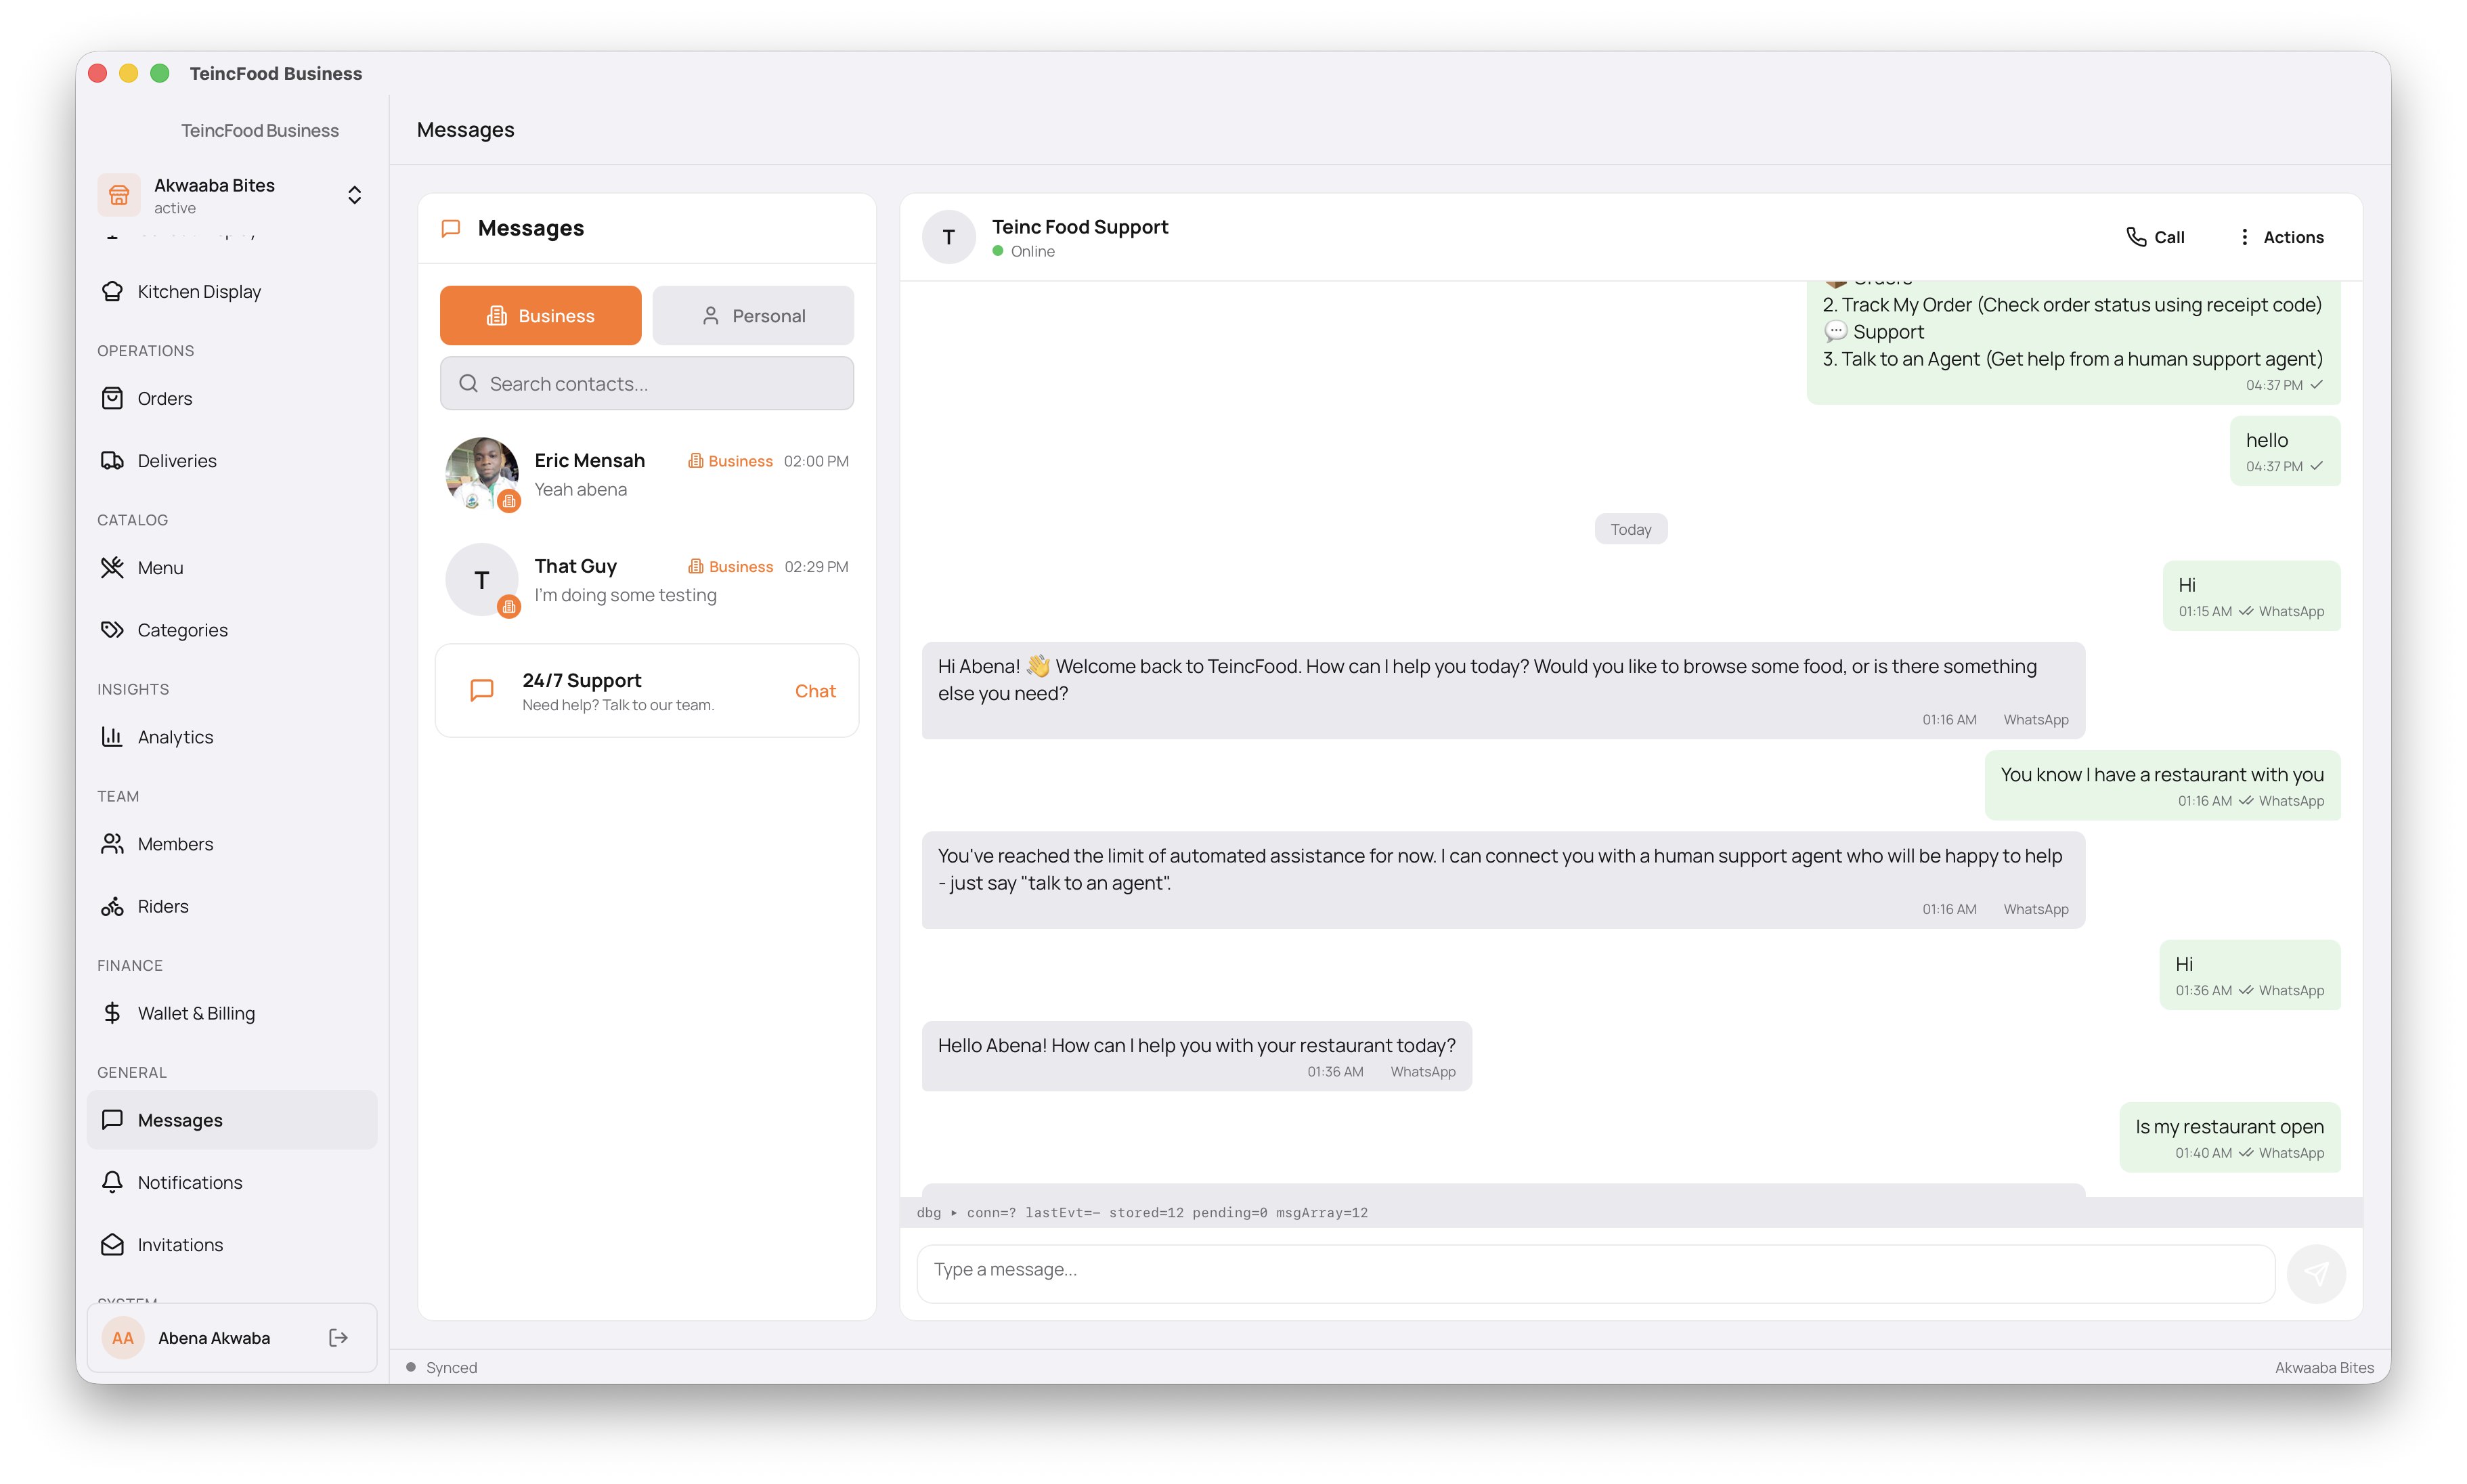 TeincFood Business
TeincFood Business
Akwaaba Bites
active
Kitchen Display
OPERATIONS
Orders
Deliveries
CATALOG
Menu
Categories
INSIGHTS
Analytics
TEAM
Members
Riders
FINANCE
Wallet & Billing
GENERAL
Messages
Notifications
Invitations
SYSTEM
AA
Abena Akwaba
Messages
Messages
Business
Personal
Search contacts...
Eric Mensah
Business
02:00 PM
Yeah abena
T
That Guy
Business
02:29 PM
I'm doing some testing
24/7 Support
Need help? Talk to our team.
Chat
T
Teinc Food Support
Online
Call
Actions
Orders
2. Track My Order (Check order status using receipt code)
💬 Support
3. Talk to an Agent (Get help from a human support agent)
04:37 PM ✓
hello
04:37 PM ✓
Today
Hi
01:15 AM ✓✓ WhatsApp
Hi Abena! 👋 Welcome back to TeincFood. How can I help you today? Would you like to browse some food, or is there something
else you need?
01:16 AM WhatsApp
You know I have a restaurant with you
01:16 AM ✓✓ WhatsApp
You've reached the limit of automated assistance for now. I can connect you with a human support agent who will be happy to help
- just say "talk to an agent".
01:16 AM WhatsApp
Hi
01:36 AM ✓✓ WhatsApp
Hello Abena! How can I help you with your restaurant today?
01:36 AM WhatsApp
Is my restaurant open
01:40 AM ✓✓ WhatsApp
dbg ▸ conn=? lastEvt=— stored=12 pending=0 msgArray=12
Type a message...
Synced
Akwaaba Bites